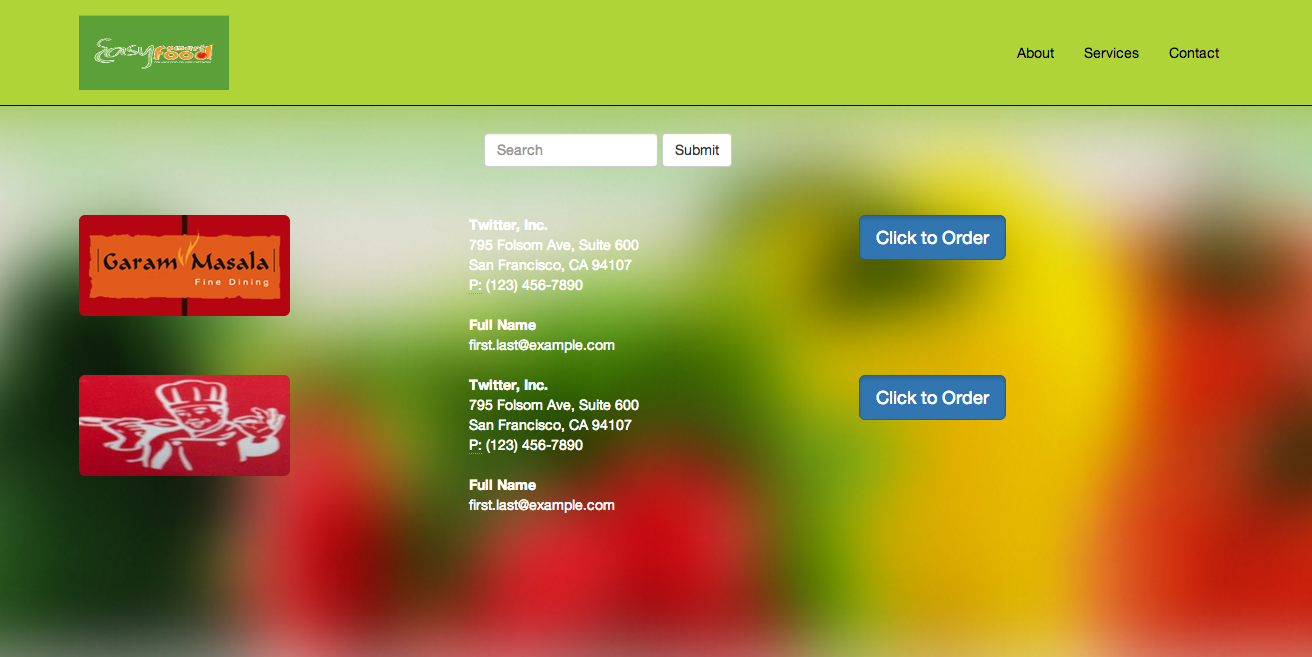 Easy food
About Services Contact
Search Submit
Garam Masala
Fine Dining
Twitter, Inc.
795 Folsom Ave, Suite 600
San Francisco, CA 94107
P: (123) 456-7890
Full Name
first.last@example.com
Click to Order
Twitter, Inc.
795 Folsom Ave, Suite 600
San Francisco, CA 94107
P: (123) 456-7890
Full Name
first.last@example.com
Click to Order